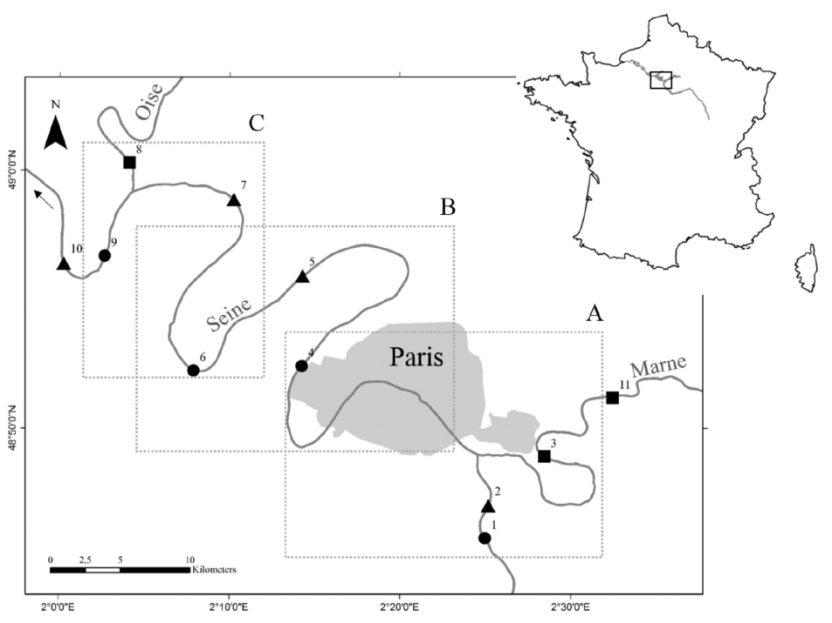 N
Oise
C
8
49°0'0"N
7
B
10
9
5
Seine
A
6
4
Paris
Marne
11
3
48°50'0"N
2
1
0 2,5 5 10
Kilometers
2°0'0"E 2°10'0"E 2°20'0"E 2°30'0"E